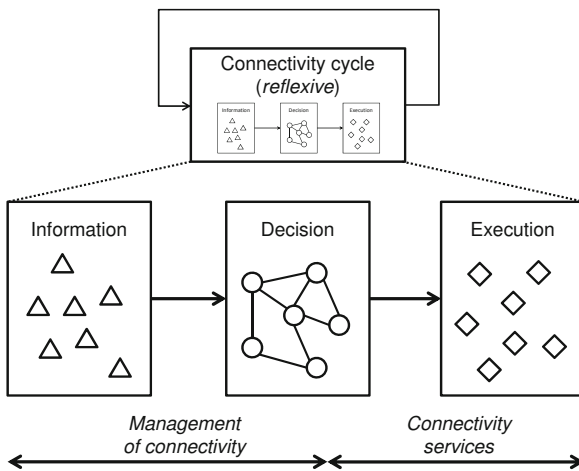 Connectivity cycle
(reflexive)
Information
Decision
Execution
Information
Decision
Execution
Management
of connectivity
Connectivity
services